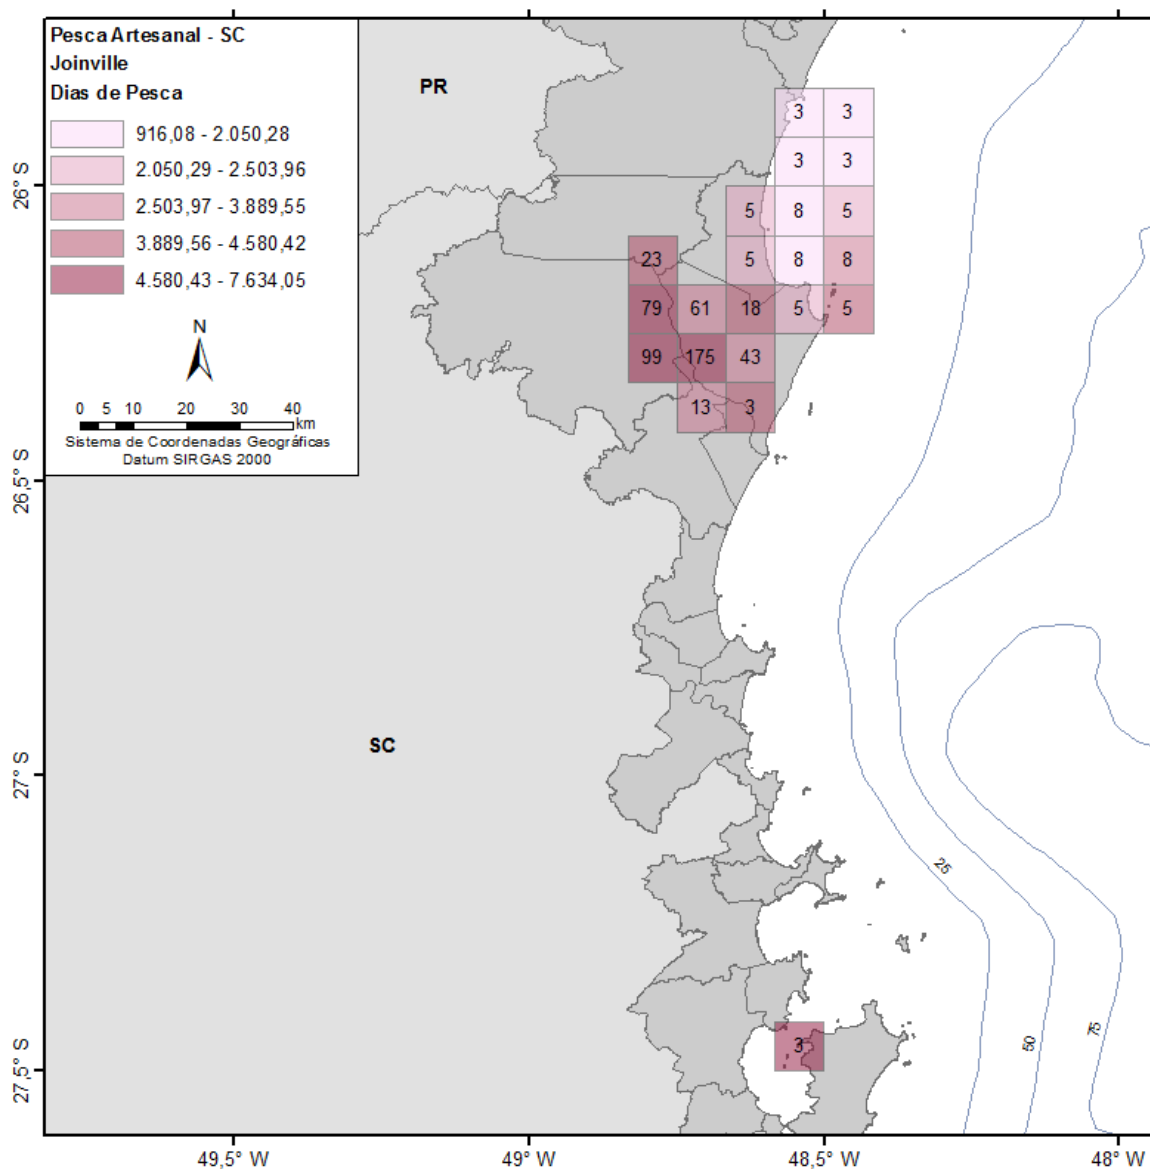 Pesca Artesanal - SC
Joinville
Dias de Pesca
916,08 - 2.050,28
2.050,29 - 2.503,96
2.503,97 - 3.889,55
3.889,56 - 4.580,42
4.580,43 - 7.634,05
N
0 5 10 20 30 40
km
Sistema de Coordenadas Geográficas
Datum SIRGAS 2000
PR
SC
3 3
3 3
5 8 5
23 5 8 8
79 61 18 5 5
99 175 43
13 3
3
25
50
75
26° S
26,5° S
27° S
27,5° S
49,5° W
49° W
48,5° W
48° W